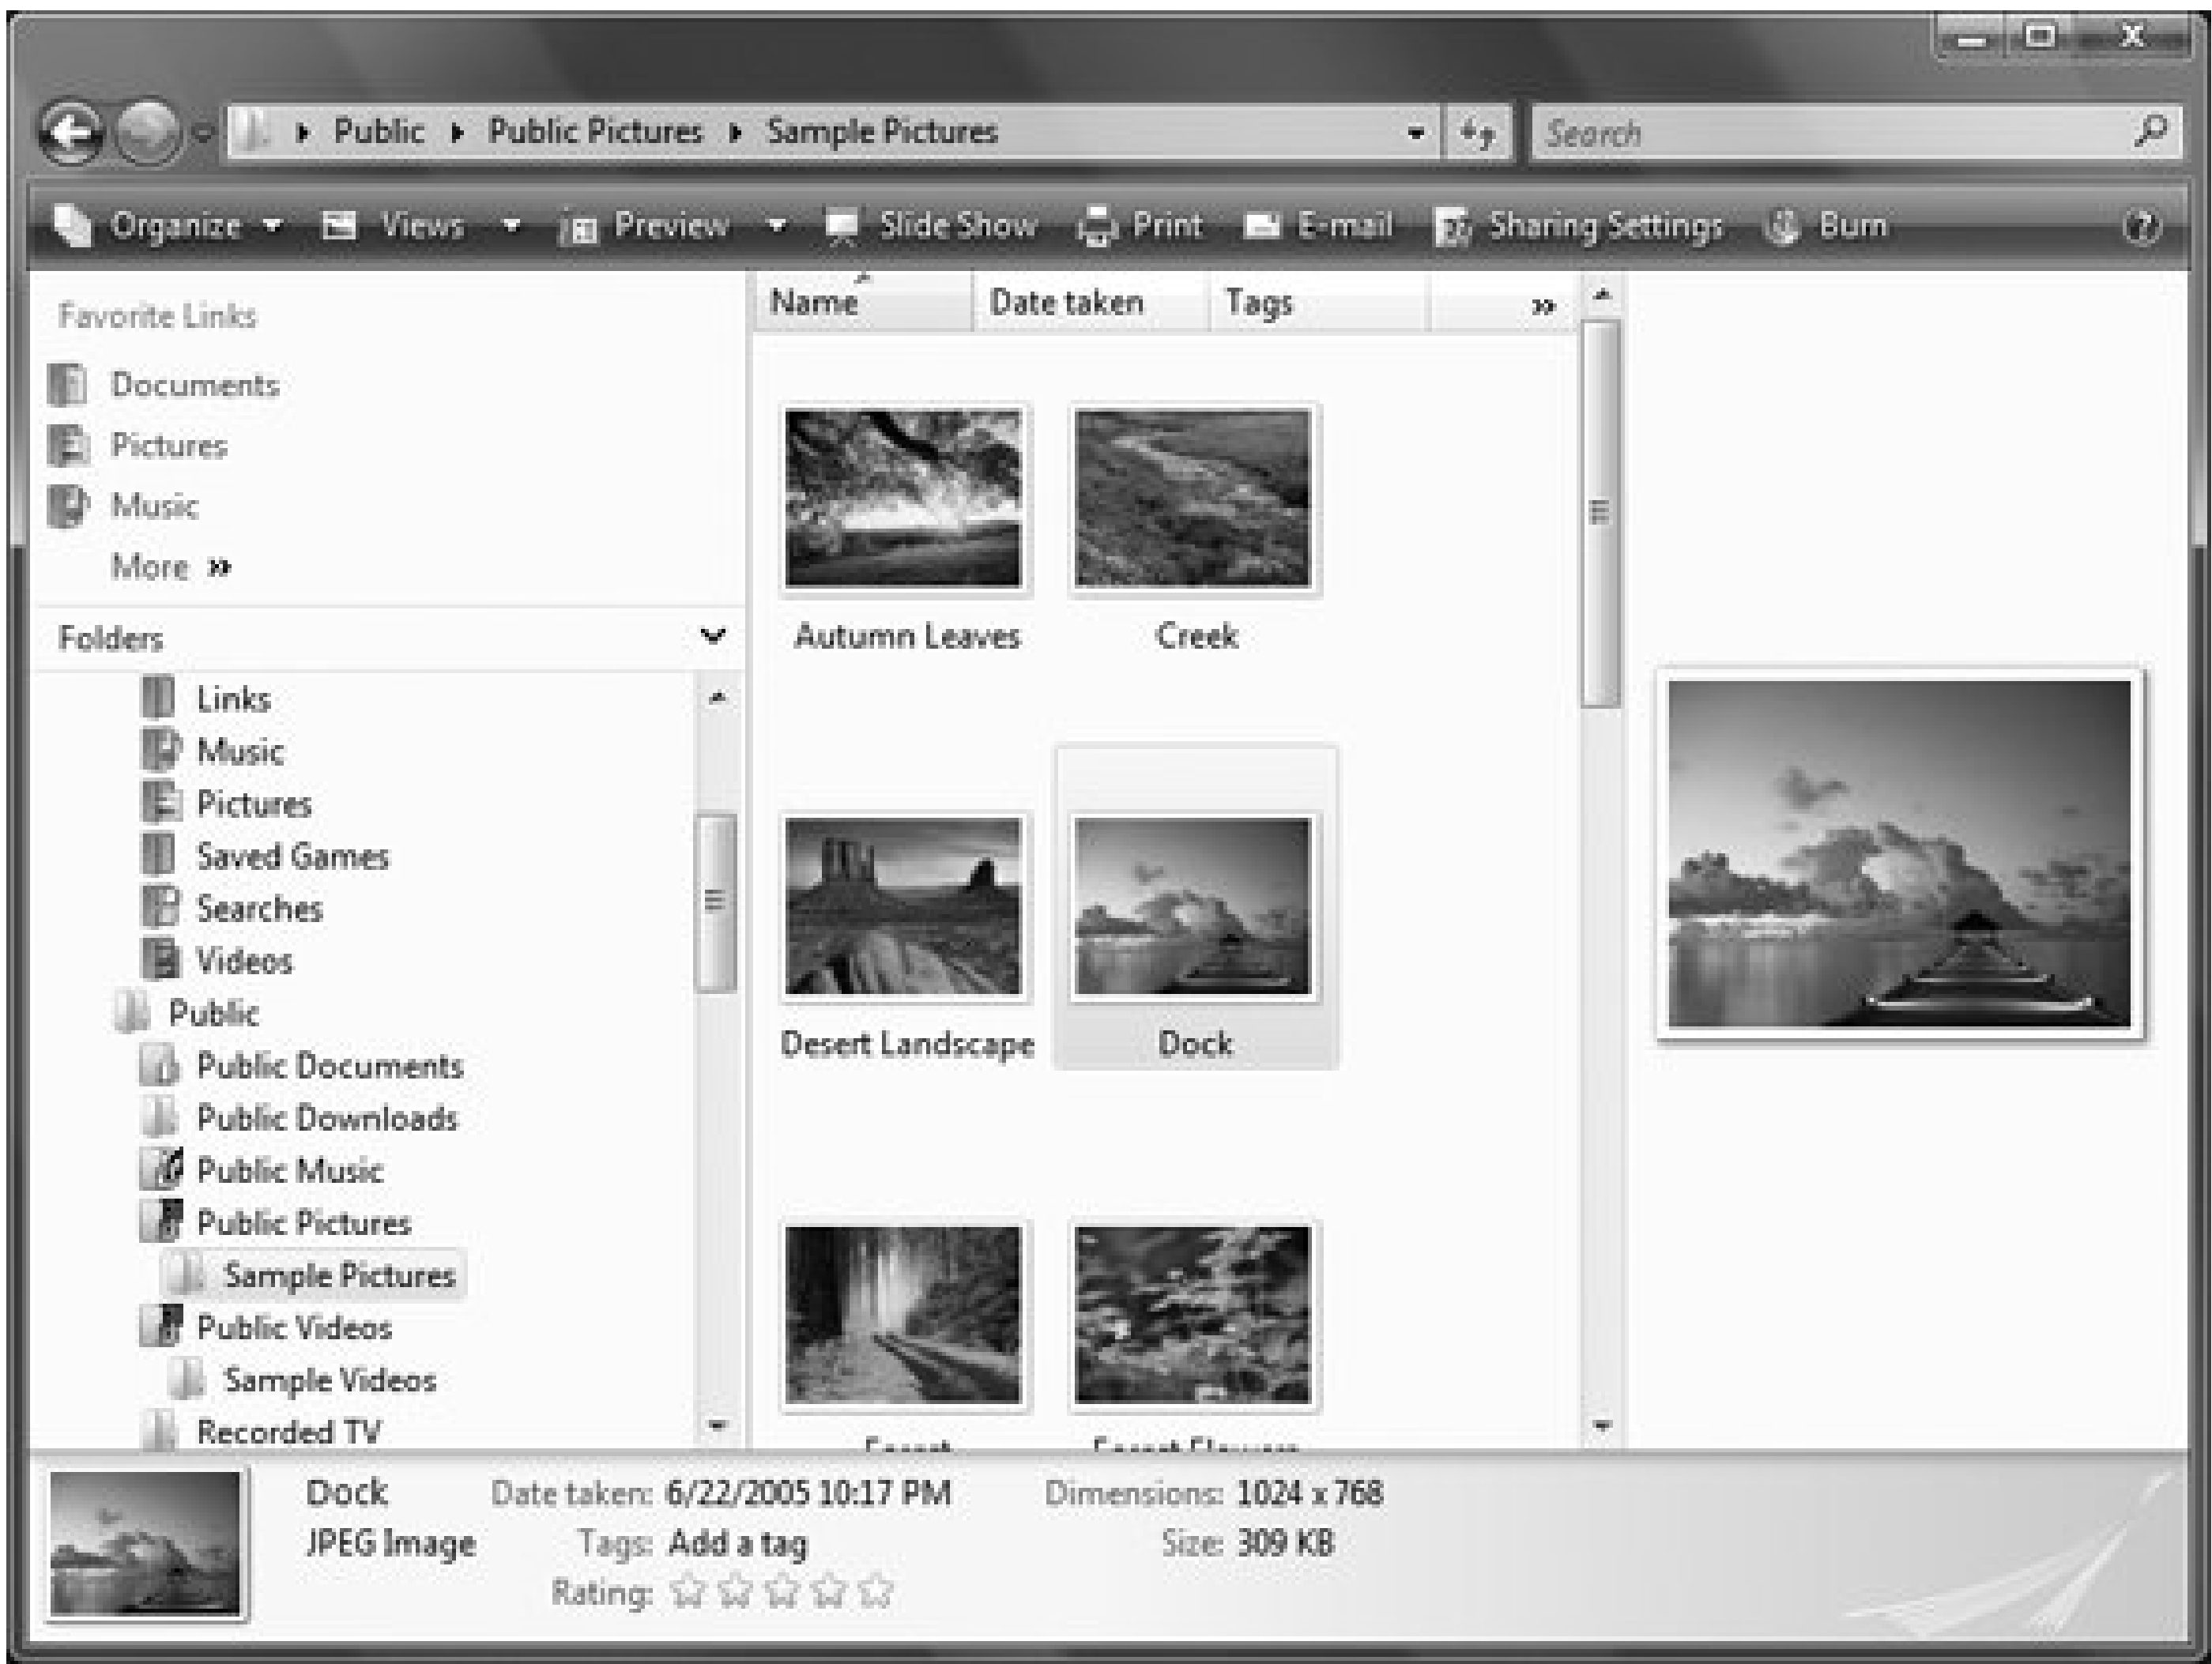 Public Public Pictures Sample Pictures
Search
Organize Views Preview Slide Show Print E-mail Sharing Settings Burn
Favorite Links
Documents
Pictures
Music
More »
Folders
Links
Music
Pictures
Saved Games
Searches
Videos
Public
Public Documents
Public Downloads
Public Music
Public Pictures
Sample Pictures
Public Videos
Sample Videos
Recorded TV
Name Date taken Tags »
Autumn Leaves Creek
Desert Landscape Dock
Forest Forest Flowers
Dock Date taken: 6/22/2005 10:17 PM Dimensions: 1024 x 768
JPEG Image Tags: Add a tag Size: 309 KB
Rating: